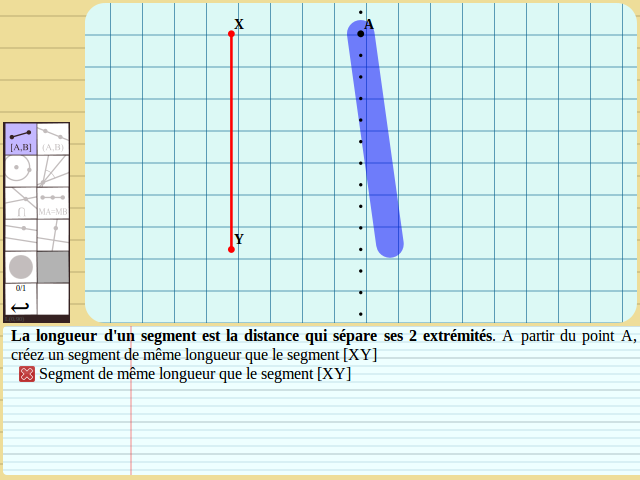 X
A
[A,B]
(A,B)
Y
∩
MA=MB
0/1
La longueur d'un segment est la distance qui sépare ses 2 extrémités. A partir du point A,
créez un segment de même longueur que le segment [XY]
Segment de même longueur que le segment [XY]